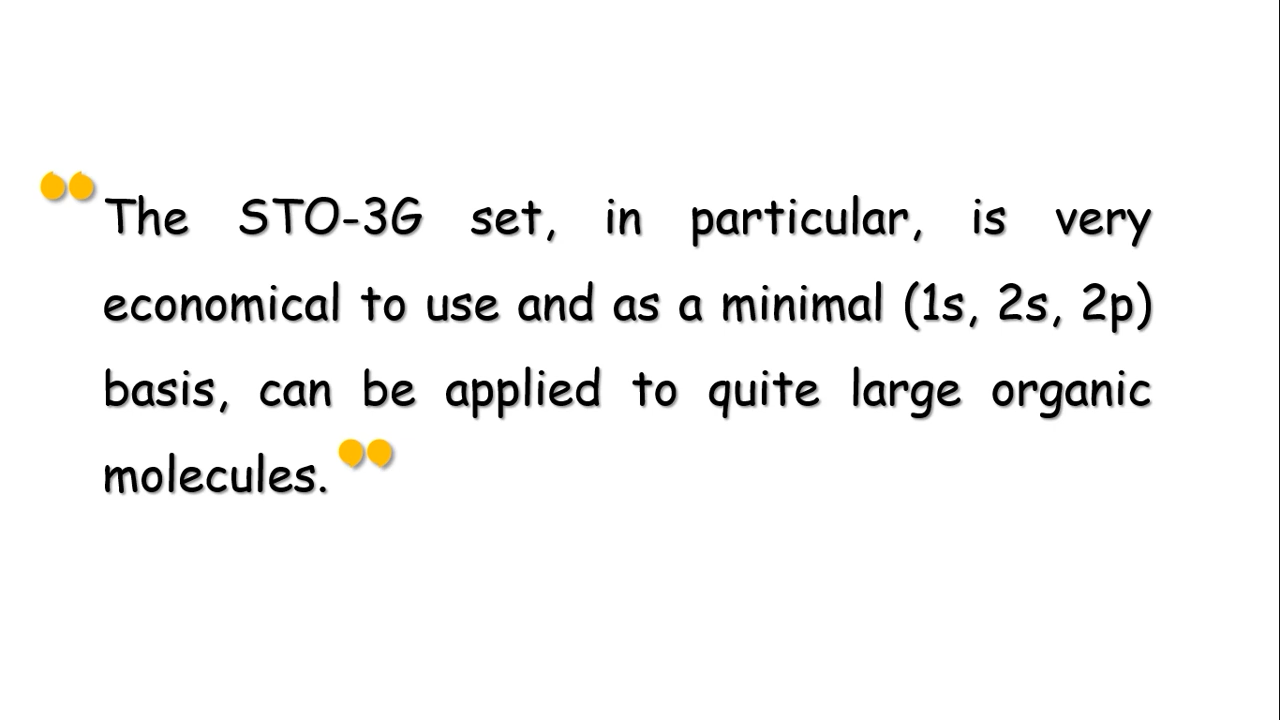 “The STO-3G set, in particular, is very
economical to use and as a minimal (1s, 2s, 2p)
basis, can be applied to quite large organic
molecules.”